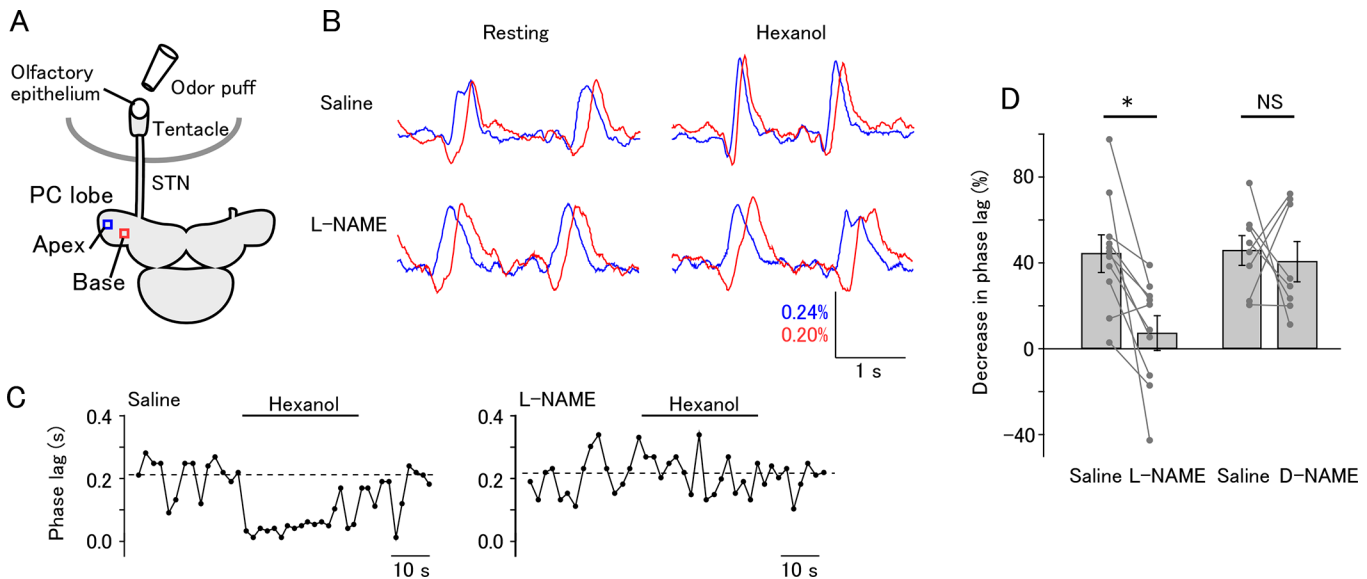 A
Olfactory
epithelium
Odor puff
Tentacle
STN
PC lobe
Apex
Base
B
Resting
Hexanol
Saline
L-NAME
0.24%
0.20%
1 s
C
Saline
Hexanol
Phase lag (s)
0.4
0.2
0.0
10 s
L-NAME
Hexanol
0.4
0.2
0.0
10 s
D
*
NS
Decrease in phase lag (%)
80
40
0
−40
Saline L-NAME
Saline D-NAME